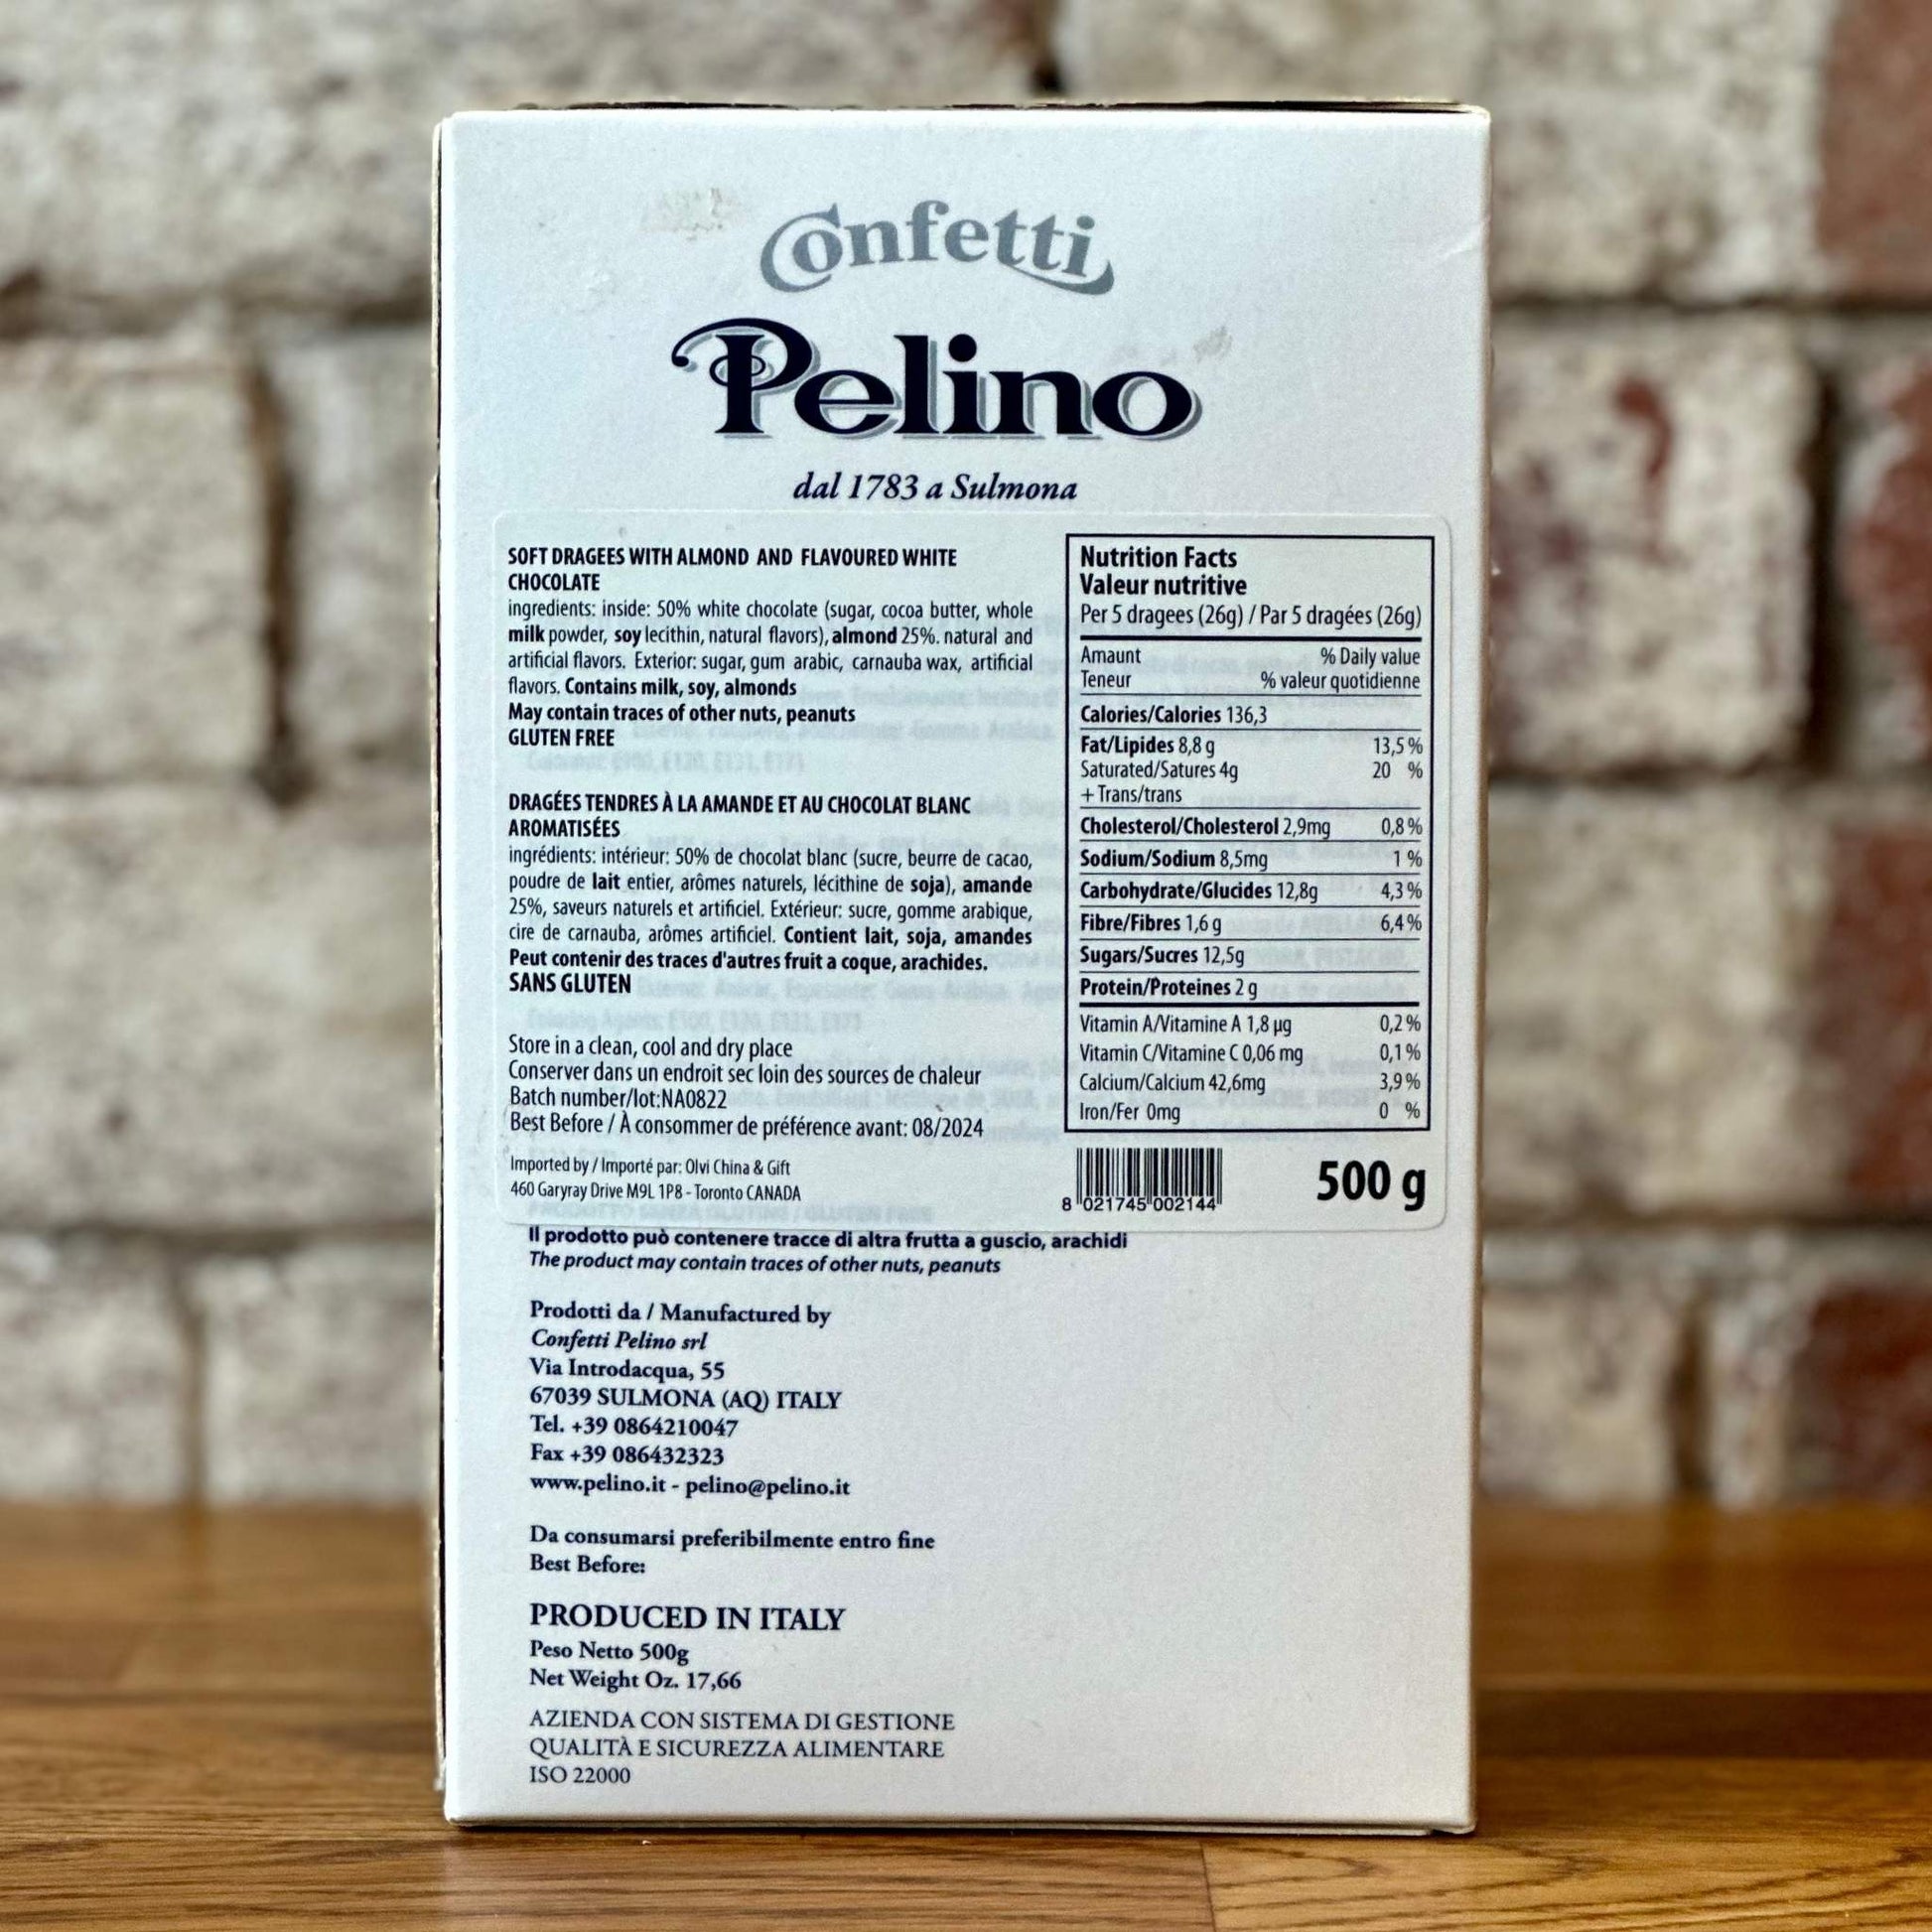 Confetti
Pelino
dal 1783 a Sulmona
SOFT DRAGEES WITH ALMOND AND FLAVOURED WHITE
CHOCOLATE
ingredients: inside: 50% white chocolate (sugar, cocoa butter, whole
milk powder, soy lecithin, natural flavors), almond 25%. natural and
artificial flavors. Exterior: sugar, gum arabic, carnauba wax, artificial
flavors. Contains milk, soy, almonds
May contain traces of other nuts, peanuts
GLUTEN FREE
DRAGÉES TENDRES À LA AMANDE ET AU CHOCOLAT BLANC
AROMATISÉES
ingrédients: intérieur: 50% de chocolat blanc (sucre, beurre de cacao,
poudre de lait entier, arômes naturels, lécithine de soja), amande
25%, saveurs naturels et artificiel. Extérieur: sucre, gomme arabique,
cire de carnauba, arômes artificiel. Contient lait, soja, amandes
Peut contenir des traces d'autres fruit a coque, arachides.
SANS GLUTEN
Store in a clean, cool and dry place
Conserver dans un endroit sec loin des sources de chaleur
Batch number/lot:NA0822
Best Before / À consommer de préférence avant: 08/2024
Imported by / Importé par: Olvi China & Gift
460 Garyray Drive M9L 1P8 - Toronto CANADA
Nutrition Facts
Valeur nutritive
Per 5 dragees (26g) / Par 5 dragées (26g)
Amaunt % Daily value
Teneur % valeur quotidienne
Calories/Calories 136,3
Fat/Lipides 8,8 g 13,5 %
Saturated/Satures 4g 20 %
+ Trans/trans
Cholesterol/Cholesterol 2,9mg 0,8 %
Sodium/Sodium 8,5mg 1 %
Carbohydrate/Glucides 12,8g 4,3 %
Fibre/Fibres 1,6 g 6,4 %
Sugars/Sucres 12,5g
Protein/Proteines 2 g
Vitamin A/Vitamine A 1,8 µg 0,2 %
Vitamin C/Vitamine C 0,06 mg 0,1 %
Calcium/Calcium 42,6mg 3,9 %
Iron/Fer 0mg 0 %
8 021745 002144
500 g
Il prodotto può contenere tracce di altra frutta a guscio, arachidi
The product may contain traces of other nuts, peanuts
Prodotti da / Manufactured by
Confetti Pelino srl
Via Introdacqua, 55
67039 SULMONA (AQ) ITALY
Tel. +39 0864210047
Fax +39 086432323
www.pelino.it - pelino@pelino.it
Da consumarsi preferibilmente entro fine
Best Before:
PRODUCED IN ITALY
Peso Netto 500g
Net Weight Oz. 17,66
AZIENDA CON SISTEMA DI GESTIONE
QUALITÀ E SICUREZZA ALIMENTARE
ISO 22000